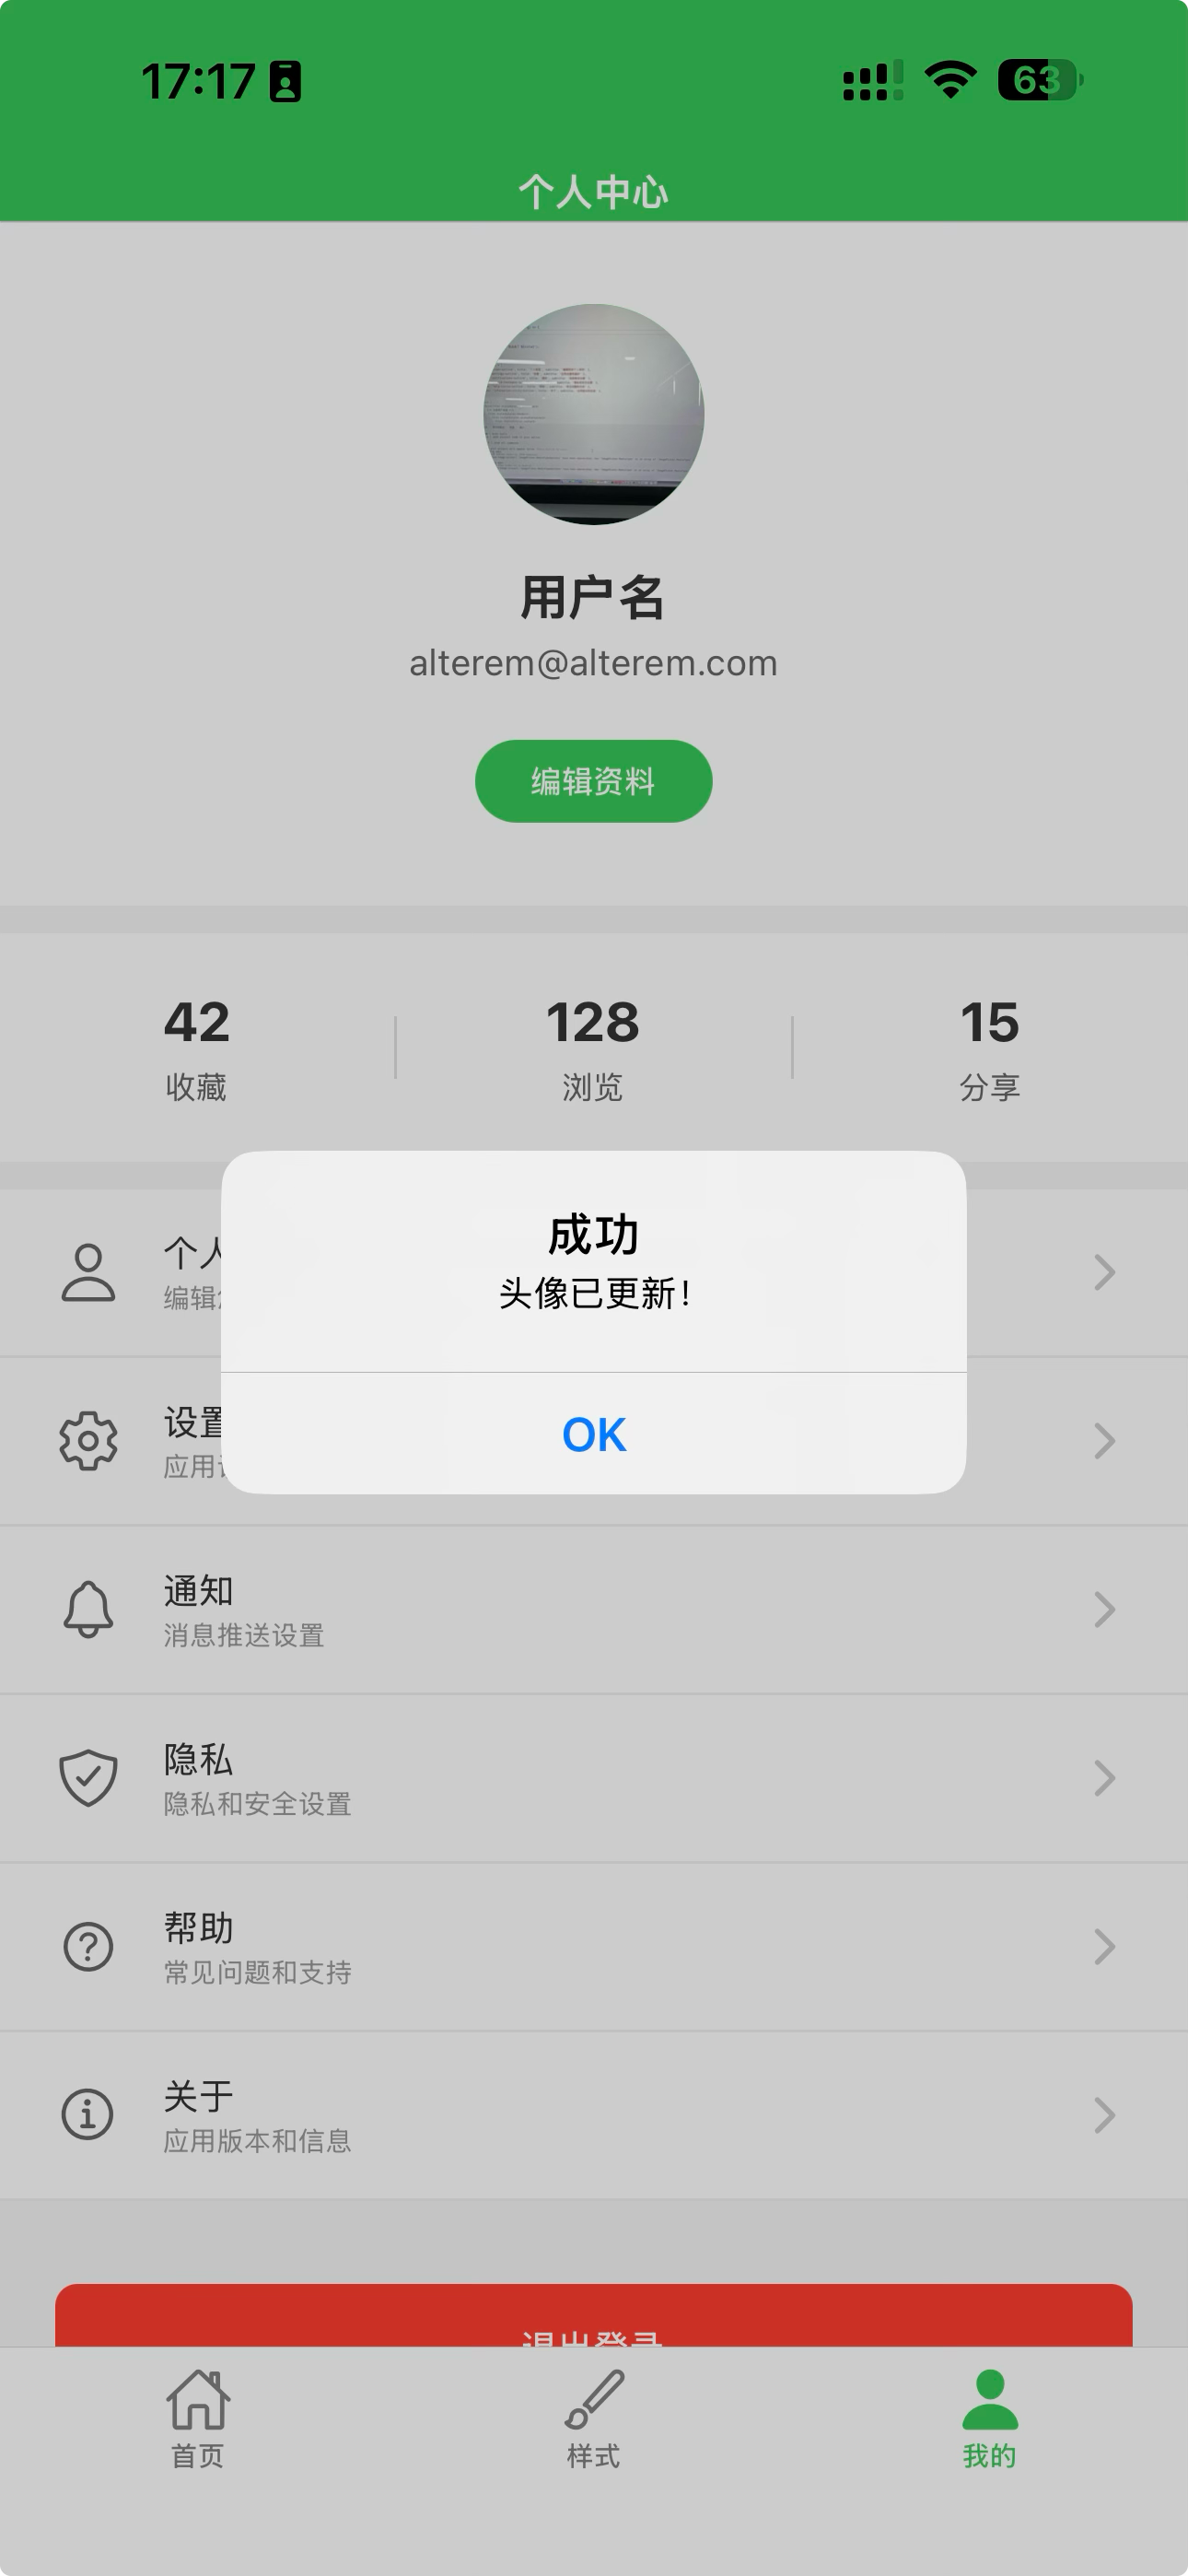 17:17
63
个人中心
用户名
alterem@alterem.com
编辑资料
42
128
15
收藏
浏览
分享
成功
头像已更新!
OK
个人
编辑
设置
应用
通知
消息推送设置
隐私
隐私和安全设置
帮助
常见问题和支持
关于
应用版本和信息
退出登录
首页
样式
我的